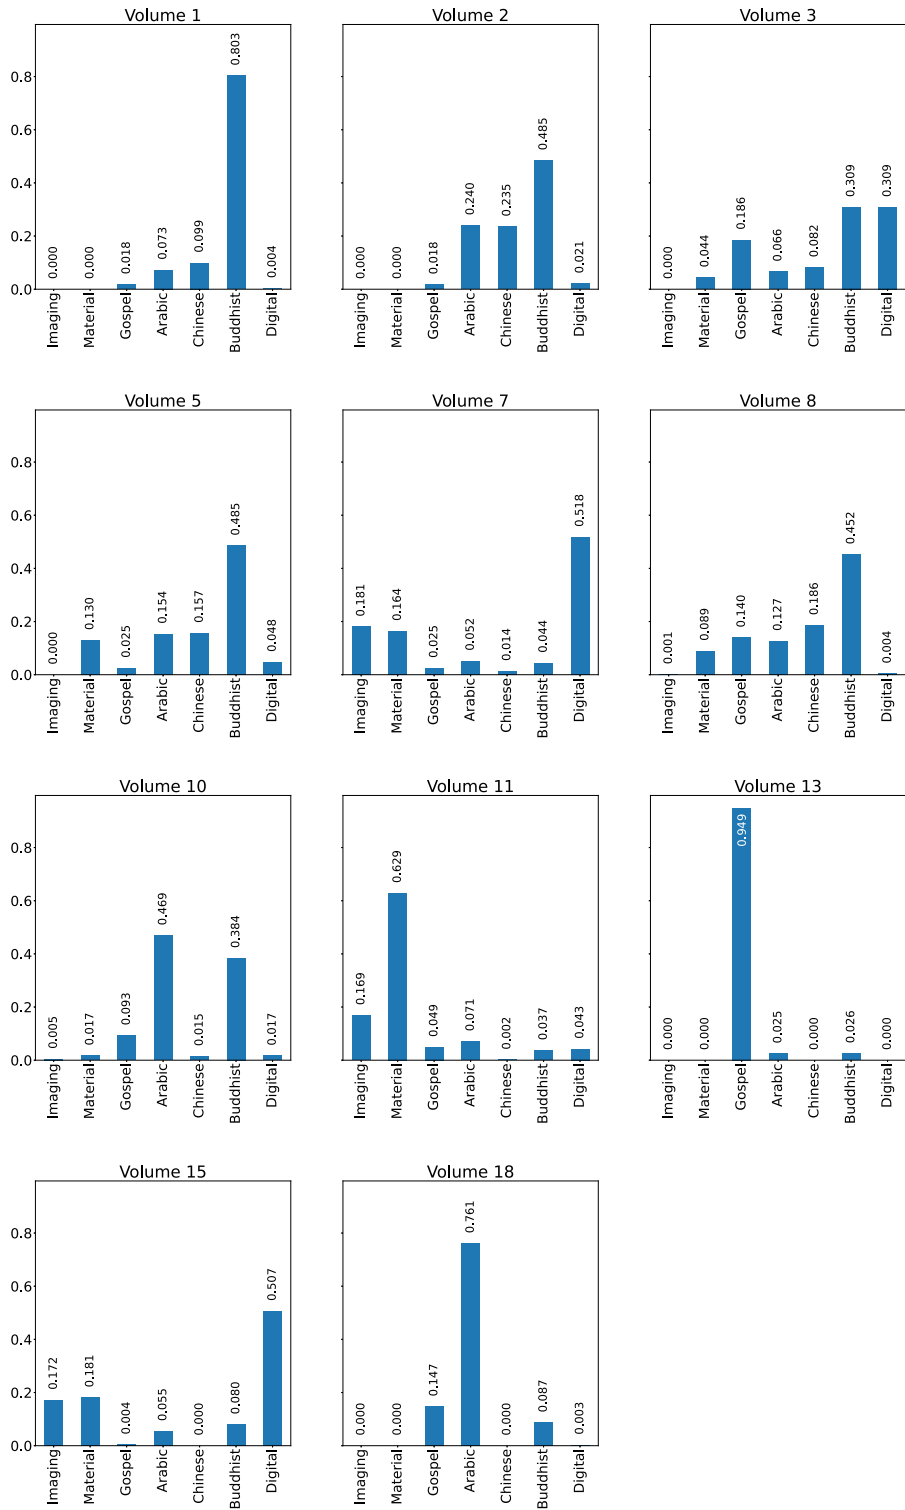 Volume 1
0.8
0.6
0.4
0.2
0.0
0.000
0.000
0.018
0.073
0.099
0.803
0.004
Imaging
Material
Gospel
Arabic
Chinese
Buddhist
Digital
Volume 2
0.000
0.000
0.018
0.240
0.235
0.485
0.021
Imaging
Material
Gospel
Arabic
Chinese
Buddhist
Digital
Volume 3
0.000
0.044
0.186
0.066
0.082
0.309
0.309
Imaging
Material
Gospel
Arabic
Chinese
Buddhist
Digital
Volume 5
0.8
0.6
0.4
0.2
0.0
0.000
0.130
0.025
0.154
0.157
0.485
0.048
Imaging
Material
Gospel
Arabic
Chinese
Buddhist
Digital
Volume 7
0.181
0.164
0.025
0.052
0.014
0.044
0.518
Imaging
Material
Gospel
Arabic
Chinese
Buddhist
Digital
Volume 8
0.001
0.089
0.140
0.127
0.186
0.452
0.004
Imaging
Material
Gospel
Arabic
Chinese
Buddhist
Digital
Volume 10
0.8
0.6
0.4
0.2
0.0
0.005
0.017
0.093
0.469
0.015
0.384
0.017
Imaging
Material
Gospel
Arabic
Chinese
Buddhist
Digital
Volume 11
0.169
0.629
0.049
0.071
0.002
0.037
0.043
Imaging
Material
Gospel
Arabic
Chinese
Buddhist
Digital
Volume 13
0.000
0.000
0.949
0.025
0.000
0.026
0.000
Imaging
Material
Gospel
Arabic
Chinese
Buddhist
Digital
Volume 15
0.8
0.6
0.4
0.2
0.0
0.172
0.181
0.004
0.055
0.000
0.080
0.507
Imaging
Material
Gospel
Arabic
Chinese
Buddhist
Digital
Volume 18
0.000
0.000
0.147
0.761
0.000
0.087
0.003
Imaging
Material
Gospel
Arabic
Chinese
Buddhist
Digital